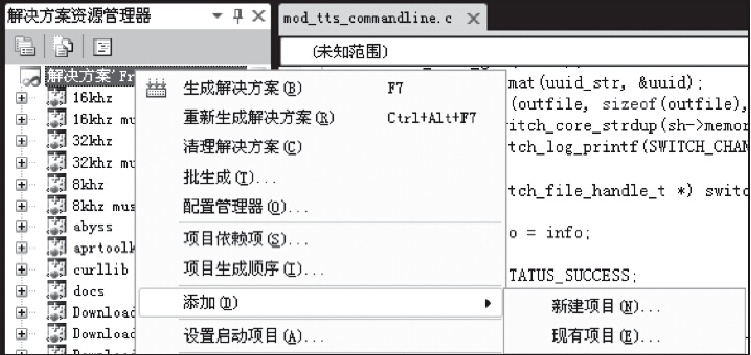 解决方案资源管理器
mod_tts_commandline.c
(未知范围)
解决方案'Fr
16khz
16khz mu
32khz
32khz mu
8khz
8khz mus
abyss
aprtoolk
curllib
docs
Download
Download
生成解决方案(B) F7
重新生成解决方案(R) Ctrl+Alt+F7
清理解决方案(C)
批生成(T)...
配置管理器(O)...
项目依赖项(S)...
项目生成顺序(I)...
添加(D)
设置启动项目(A)...
新建项目(N)...
现有项目(E)...
mat(uuid_str, &uuid);
(outfile, sizeof(outfile),
witch_core_strdup(sh->memor
tch_log_printf(SWITCH_CHAN
tch_file_handle_t *) switc
o = info;
TATUS_SUCCESS;